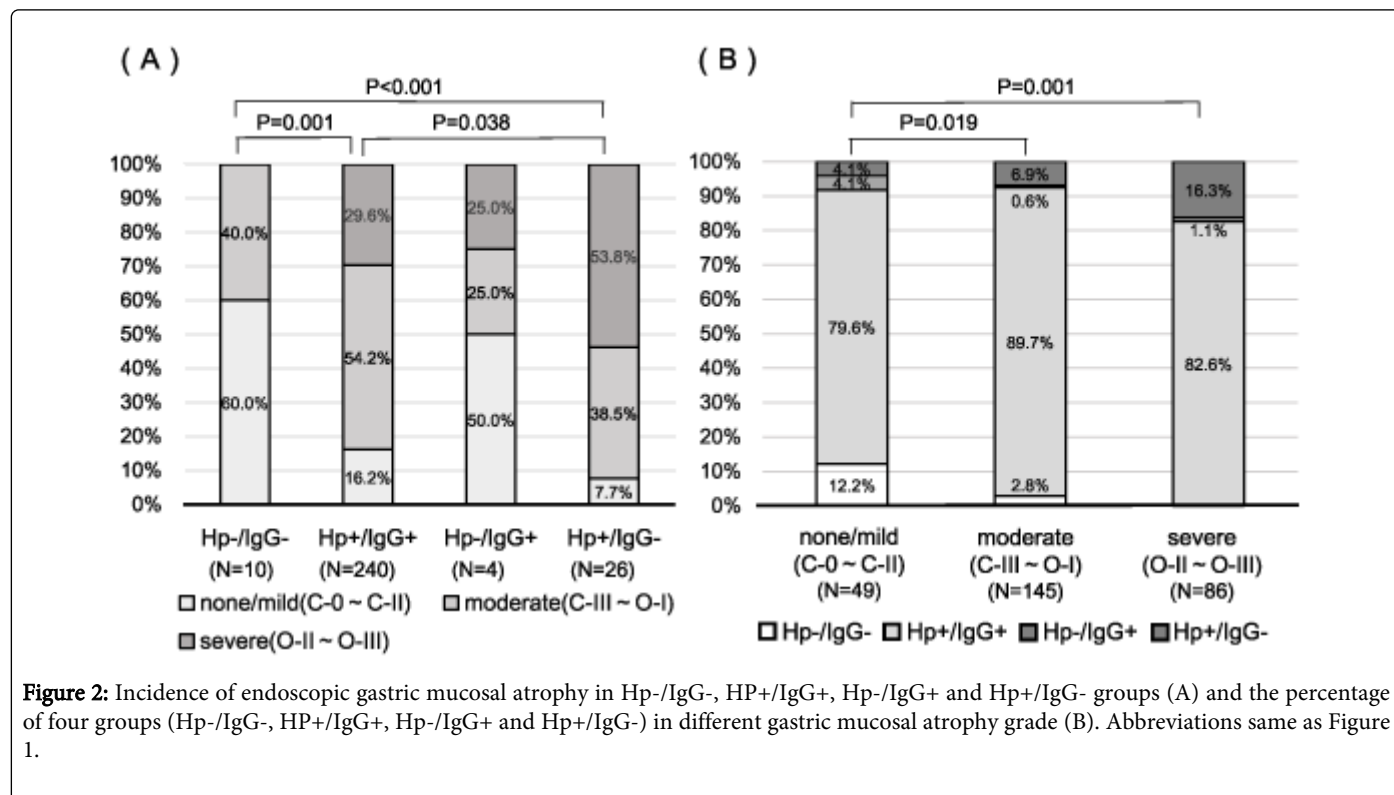 ( A )
P<0.001
P=0.001 P=0.038
100%
90%
80%
70%
60%
50%
40%
30%
20%
10%
0%
40.0%
60.0%
29.6%
54.2%
16.2%
25.0%
25.0%
50.0%
53.8%
38.5%
7.7%
Hp-/IgG- Hp+/IgG+ Hp-/IgG+ Hp+/IgG-
(N=10) (N=240) (N=4) (N=26)
none/mild(C-0 ~ C-II) moderate(C-III ~ O-I)
severe(O-II ~ O-III)
( B )
P=0.001
P=0.019
100%
90%
80%
70%
60%
50%
40%
30%
20%
10%
0%
4.1%
4.1%
79.6%
12.2%
6.9%
0.6%
89.7%
2.8%
16.3%
1.1%
82.6%
none/mild moderate severe
(C-0 ~ C-II) (C-III ~ O-I) (O-II ~ O-III)
(N=49) (N=145) (N=86)
Hp-/IgG- Hp+/IgG+ Hp-/IgG+ Hp+/IgG-
Figure 2: Incidence of endoscopic gastric mucosal atrophy in Hp-/IgG-, HP+/IgG+, Hp-/IgG+ and Hp+/IgG- groups (A) and the percentage
of four groups (Hp-/IgG-, HP+/IgG+, Hp-/IgG+ and Hp+/IgG-) in different gastric mucosal atrophy grade (B). Abbreviations same as Figure
1.